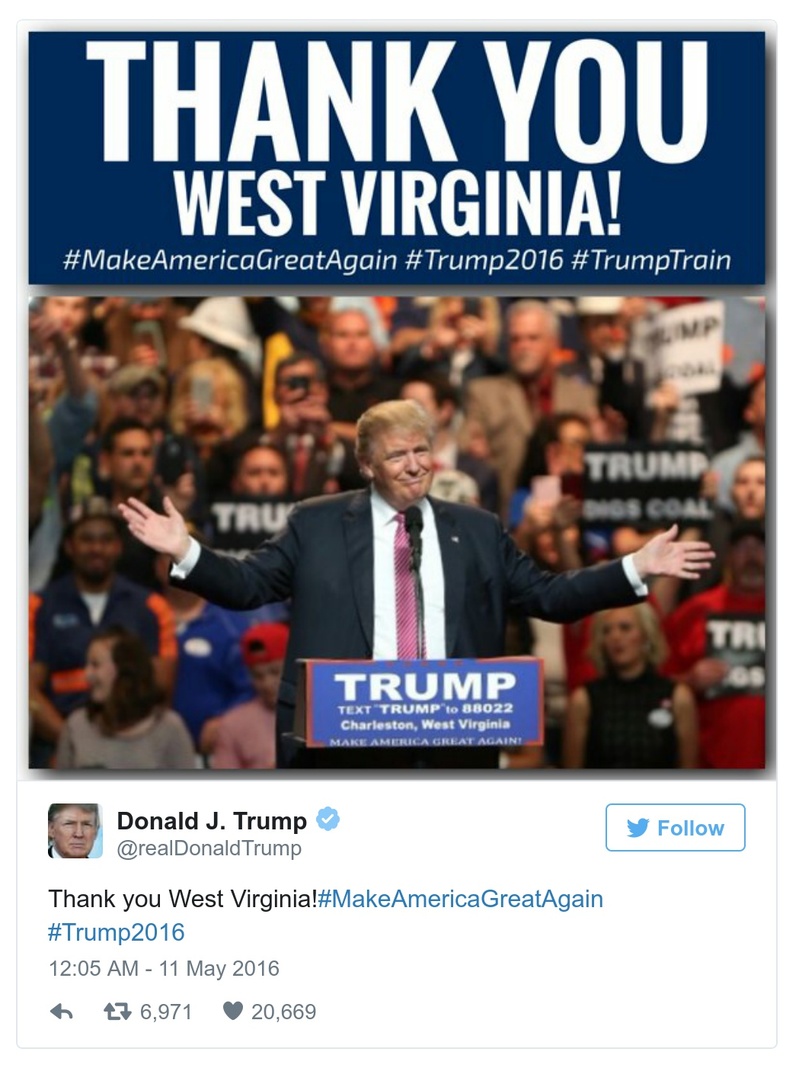 THANK YOU
WEST VIRGINIA!
#MakeAmericaGreatAgain #Trump2016 #TrumpTrain
TRUMP
DIGS COAL
TRUMP
TEXT "TRUMP" to 88022
Charleston, West Virginia
MAKE AMERICA GREAT AGAIN!
Donald J. Trump
@realDonaldTrump
Follow
Thank you West Virginia!#MakeAmericaGreatAgain
#Trump2016
12:05 AM - 11 May 2016
6,971 20,669